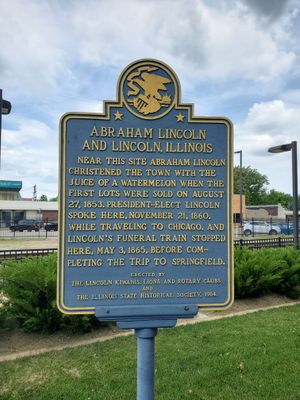 ABRAHAM LINCOLN
AND LINCOLN, ILLINOIS
NEAR THIS SITE ABRAHAM LINCOLN
CHRISTENED THE TOWN WITH THE
JUICE OF A WATERMELON WHEN THE
FIRST LOTS WERE SOLD ON AUGUST
27, 1853. PRESIDENT-ELECT LINCOLN
SPOKE HERE, NOVEMBER 21, 1860,
WHILE TRAVELING TO CHICAGO, AND
LINCOLN'S FUNERAL TRAIN STOPPED
HERE, MAY 3, 1865, BEFORE COM-
PLETING THE TRIP TO SPRINGFIELD.
ERECTED BY
THE LINCOLN KIWANIS, LIONS AND ROTARY CLUBS
AND
THE ILLINOIS STATE HISTORICAL SOCIETY, 1964.